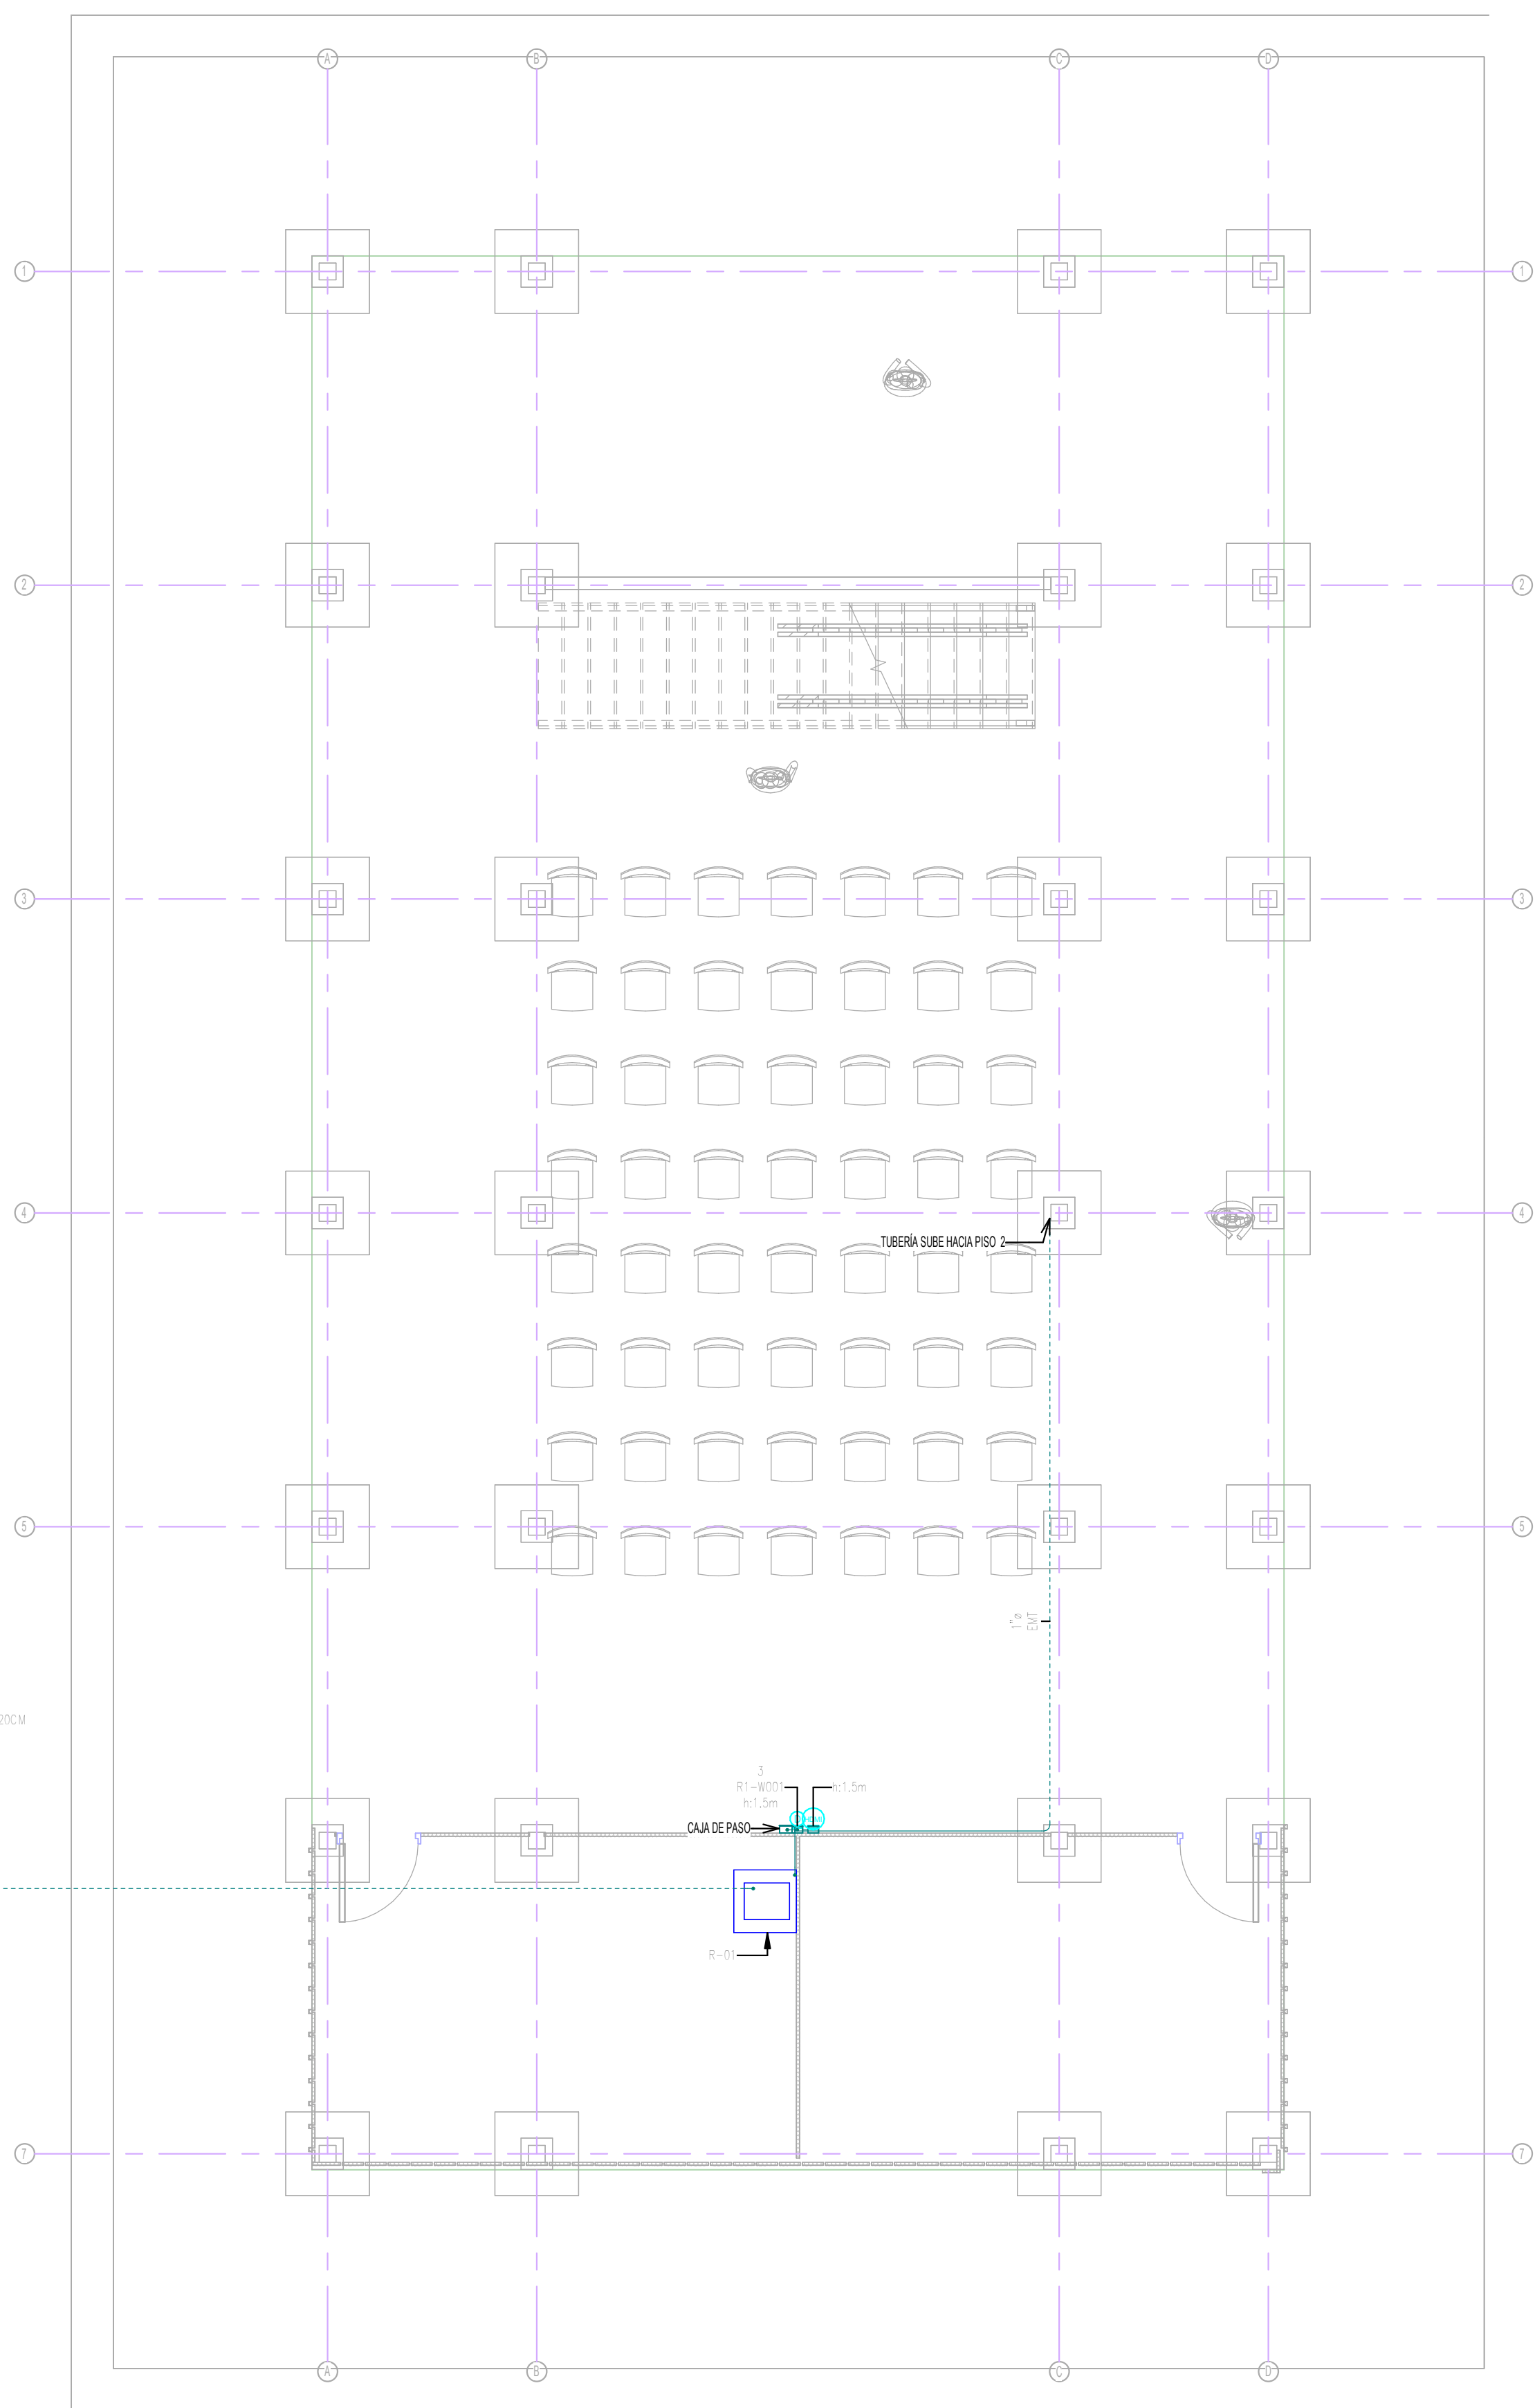 A
B
C
D
1
1
2
2
3
3
4
4
TUBERÍA SUBE HACIA PISO 2
5
5
1"ø
EMT
20CM
3
R1-W001
h:1.5m
h:1.5m
CAJA DE PASO
R-01
7
7
A
B
C
D